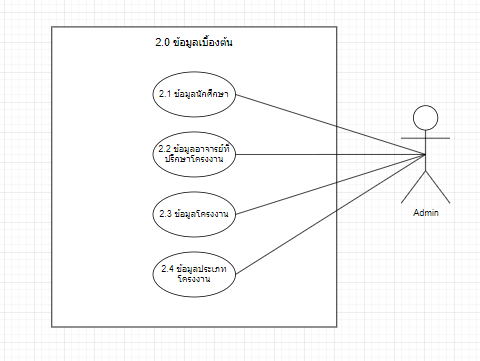 2.0 ข้อมูลเบื้องต้น
2.1 ข้อมูลนักศึกษา
2.2 ข้อมูลอาจารย์ที่
ปรึกษาโครงงาน
2.3 ข้อมูลโครงงาน
2.4 ข้อมูลประเภท
โครงงาน
Admin